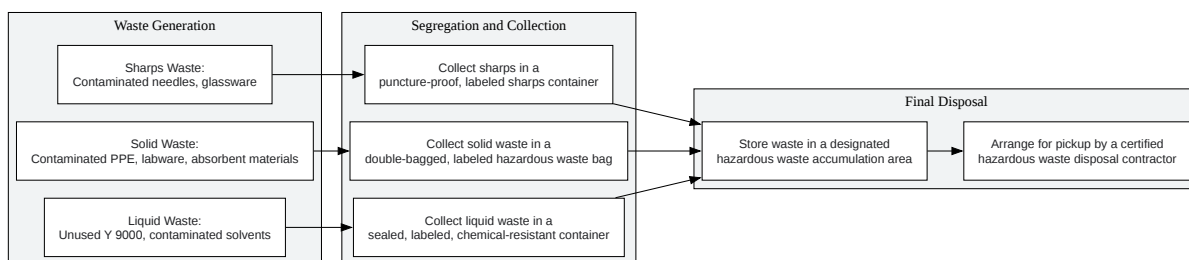 Waste Generation
Sharps Waste:
Contaminated needles, glassware
Solid Waste:
Contaminated PPE, labware, absorbent materials
Liquid Waste:
Unused Y 9000, contaminated solvents
Segregation and Collection
Collect sharps in a
puncture-proof, labeled sharps container
Collect solid waste in a
double-bagged, labeled hazardous waste bag
Collect liquid waste in a
sealed, labeled, chemical-resistant container
Final Disposal
Store waste in a designated
hazardous waste accumulation area
Arrange for pickup by a certified
hazardous waste disposal contractor